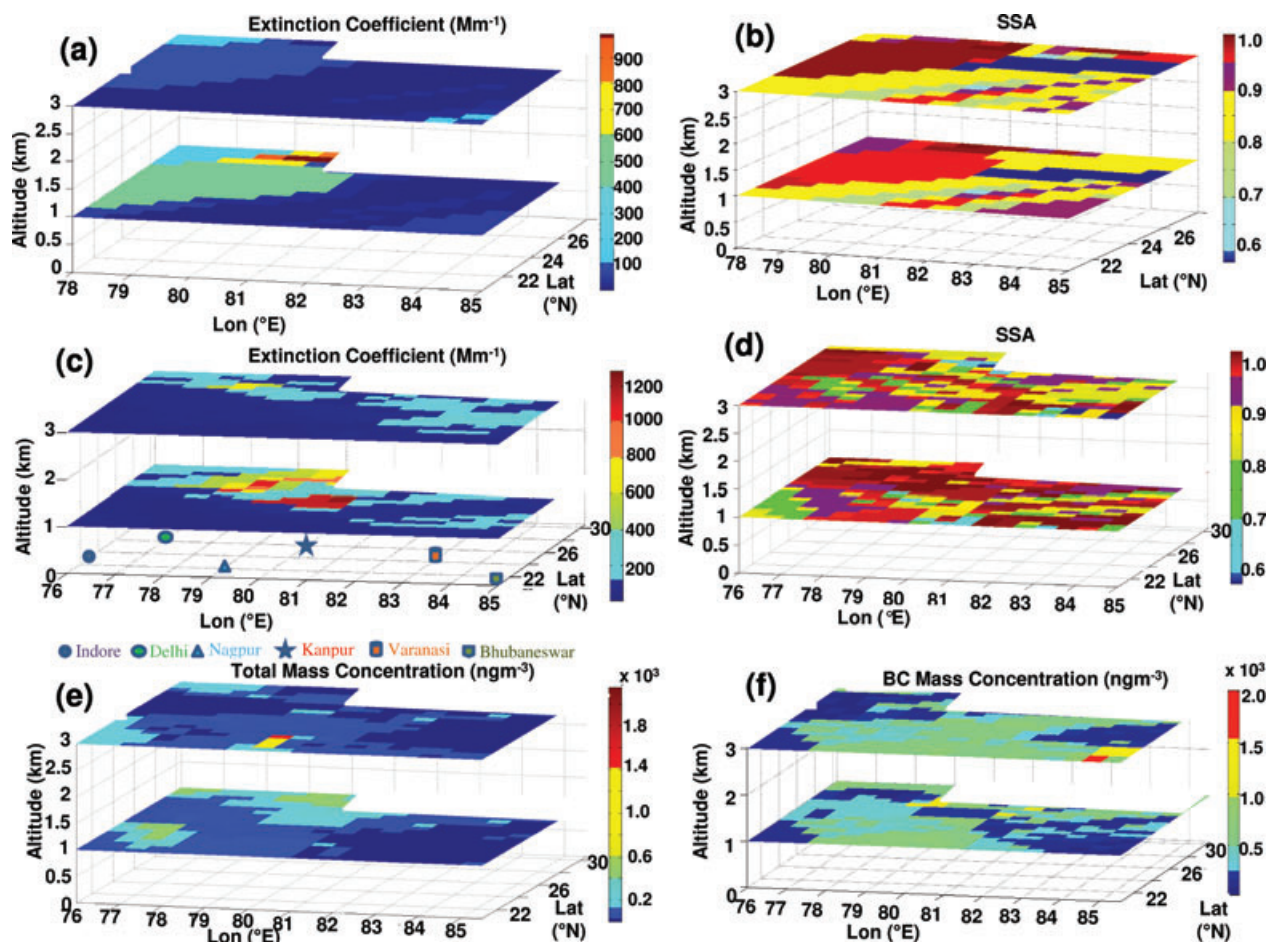 (a)
Extinction Coefficient (Mm-1)
Altitude (km)
3
2.5
2
1.5
1
0.5
0
78 79 80 81 82 83 84 85
Lon (°E)
22 24 26
Lat
(°N)
900
800
700
600
500
400
300
200
100
(b)
SSA
Altitude (km)
3
2.5
2
1.5
1
0.5
0
78 79 80 81 82 83 84 85
Lon (°E)
22 24 26
Lat (°N)
1.0
0.9
0.8
0.7
0.6
(c)
Extinction Coefficient (Mm-1)
Altitude (km)
3
2
1
0
76 77 78 79 80 81 82 83 84 85
Lon (°E)
22 26 30
Lat
(°N)
1200
1000
800
600
400
200
(d)
SSA
Altitude (km)
3
2.5
2
1.5
1
0.5
0
76 77 78 79 80 81 82 83 84 85
Lon (°E)
22 26 30
Lat
(°N)
1.0
0.9
0.8
0.7
0.6
Indore Delhi Nagpur Kanpur Varanasi Bhubaneswar
(e)
Total Mass Concentration (ngm-3)
x 10³
Altitude (km)
3
2.5
2
1.5
1
0.5
0
76 77 78 79 80 81 82 83 84 85
Lon (°E)
22 26 30
Lat
(°N)
1.8
1.4
1.0
0.6
0.2
(f)
BC Mass Concentration (ngm-3)
x 10³
Altitude (km)
3
2
1
0
76 77 78 79 80 81 82 83 84 85
Lon (°E)
22 26 30
Lat
(°N)
2.0
1.5
1.0
0.5